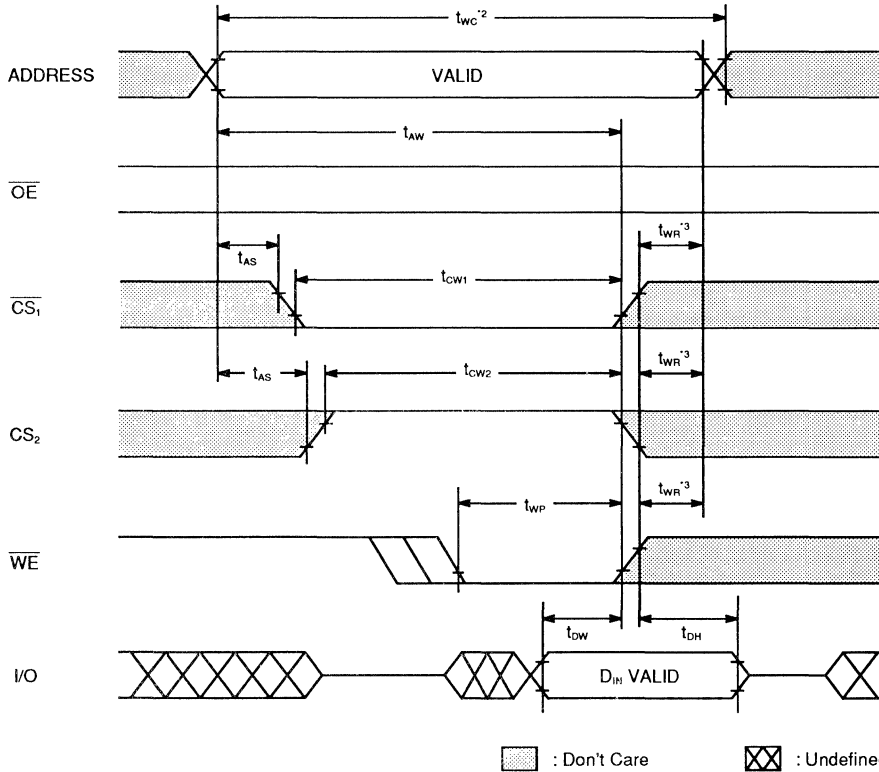 tWC*2
ADDRESS
VALID
tAW
OE
tAS
tCW1
tWR*3
CS1
tAS
tCW2
tWR*3
CS2
tWP
tWR*3
WE
tDW
tDH
I/O
DIN VALID
: Don't Care
: Undefine